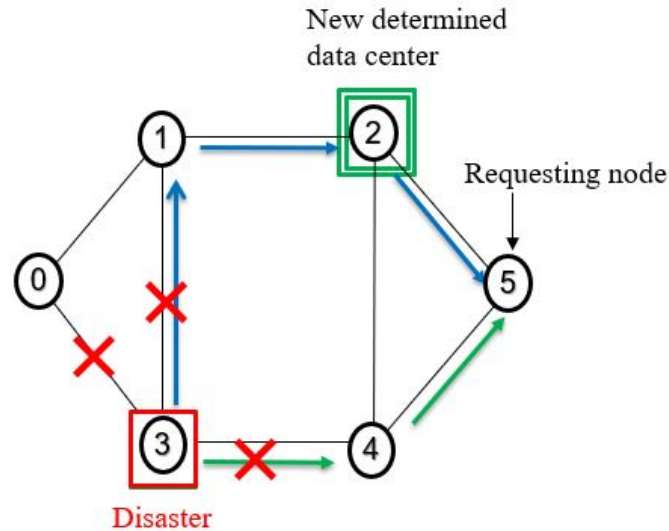 New determined
data center
1
2
Requesting node
0
5
3
4
Disaster